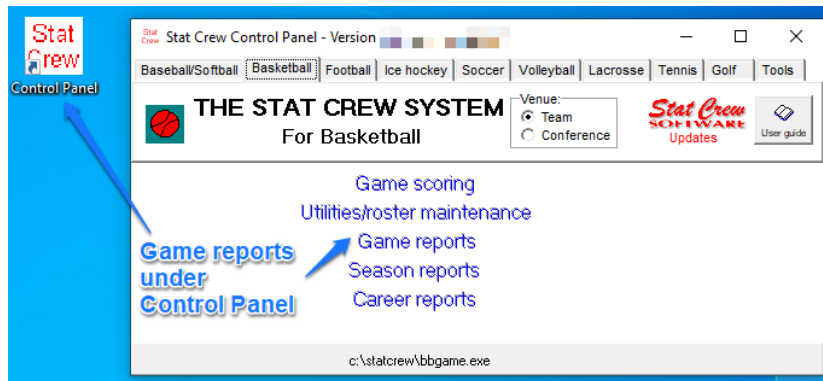 Stat
Crew
Control Panel
Stat
Crew
Stat Crew Control Panel - Version
Baseball/Softball Basketball Football Ice hockey Soccer Volleyball Lacrosse Tennis Golf Tools
THE STAT CREW SYSTEM
For Basketball
Venue:
Team
Conference
Stat Crew
SOFTWARE
Updates
User guide
Game scoring
Utilities/roster maintenance
Game reports
Season reports
Career reports
Game reports
under
Control Panel
c:\statcrew\bbgame.exe